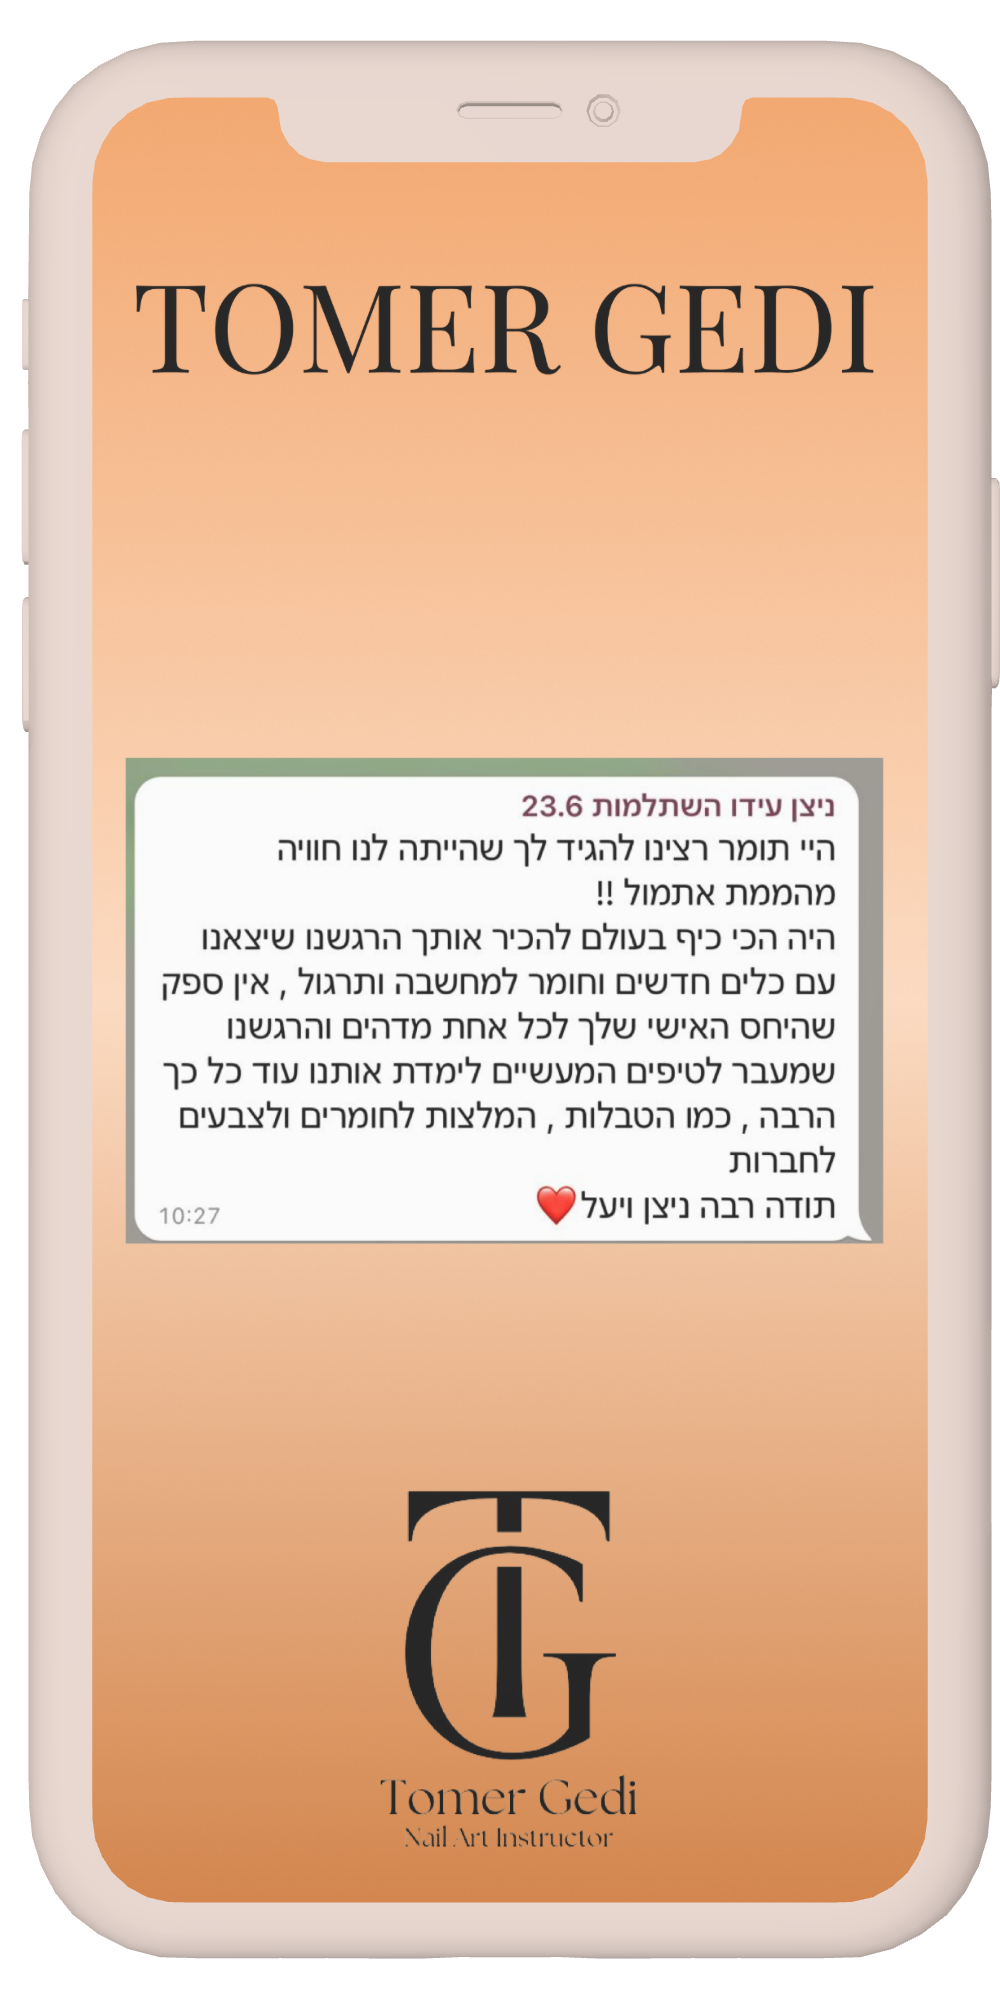 TOMER GEDI
ניצן עידו השתלמות 23.6
היי תומר רצינו להגיד לך שהייתה לנו חוויה
מהממת אתמול !!
היה הכי כיף בעולם להכיר אותך הרגשנו שיצאנו
עם כלים חדשים וחומר למחשבה ותרגול , אין ספק
שהיחס האישי שלך לכל אחת מדהים והרגשנו
שמעבר לטיפים המעשיים לימדת אותנו עוד כל כך
הרבה , כמו הטבלות , המלצות לחומרים ולצבעים
לחברות
תודה רבה ניצן ויעל❤️
10:27
TG
Tomer Gedi
Nail Art Instructor